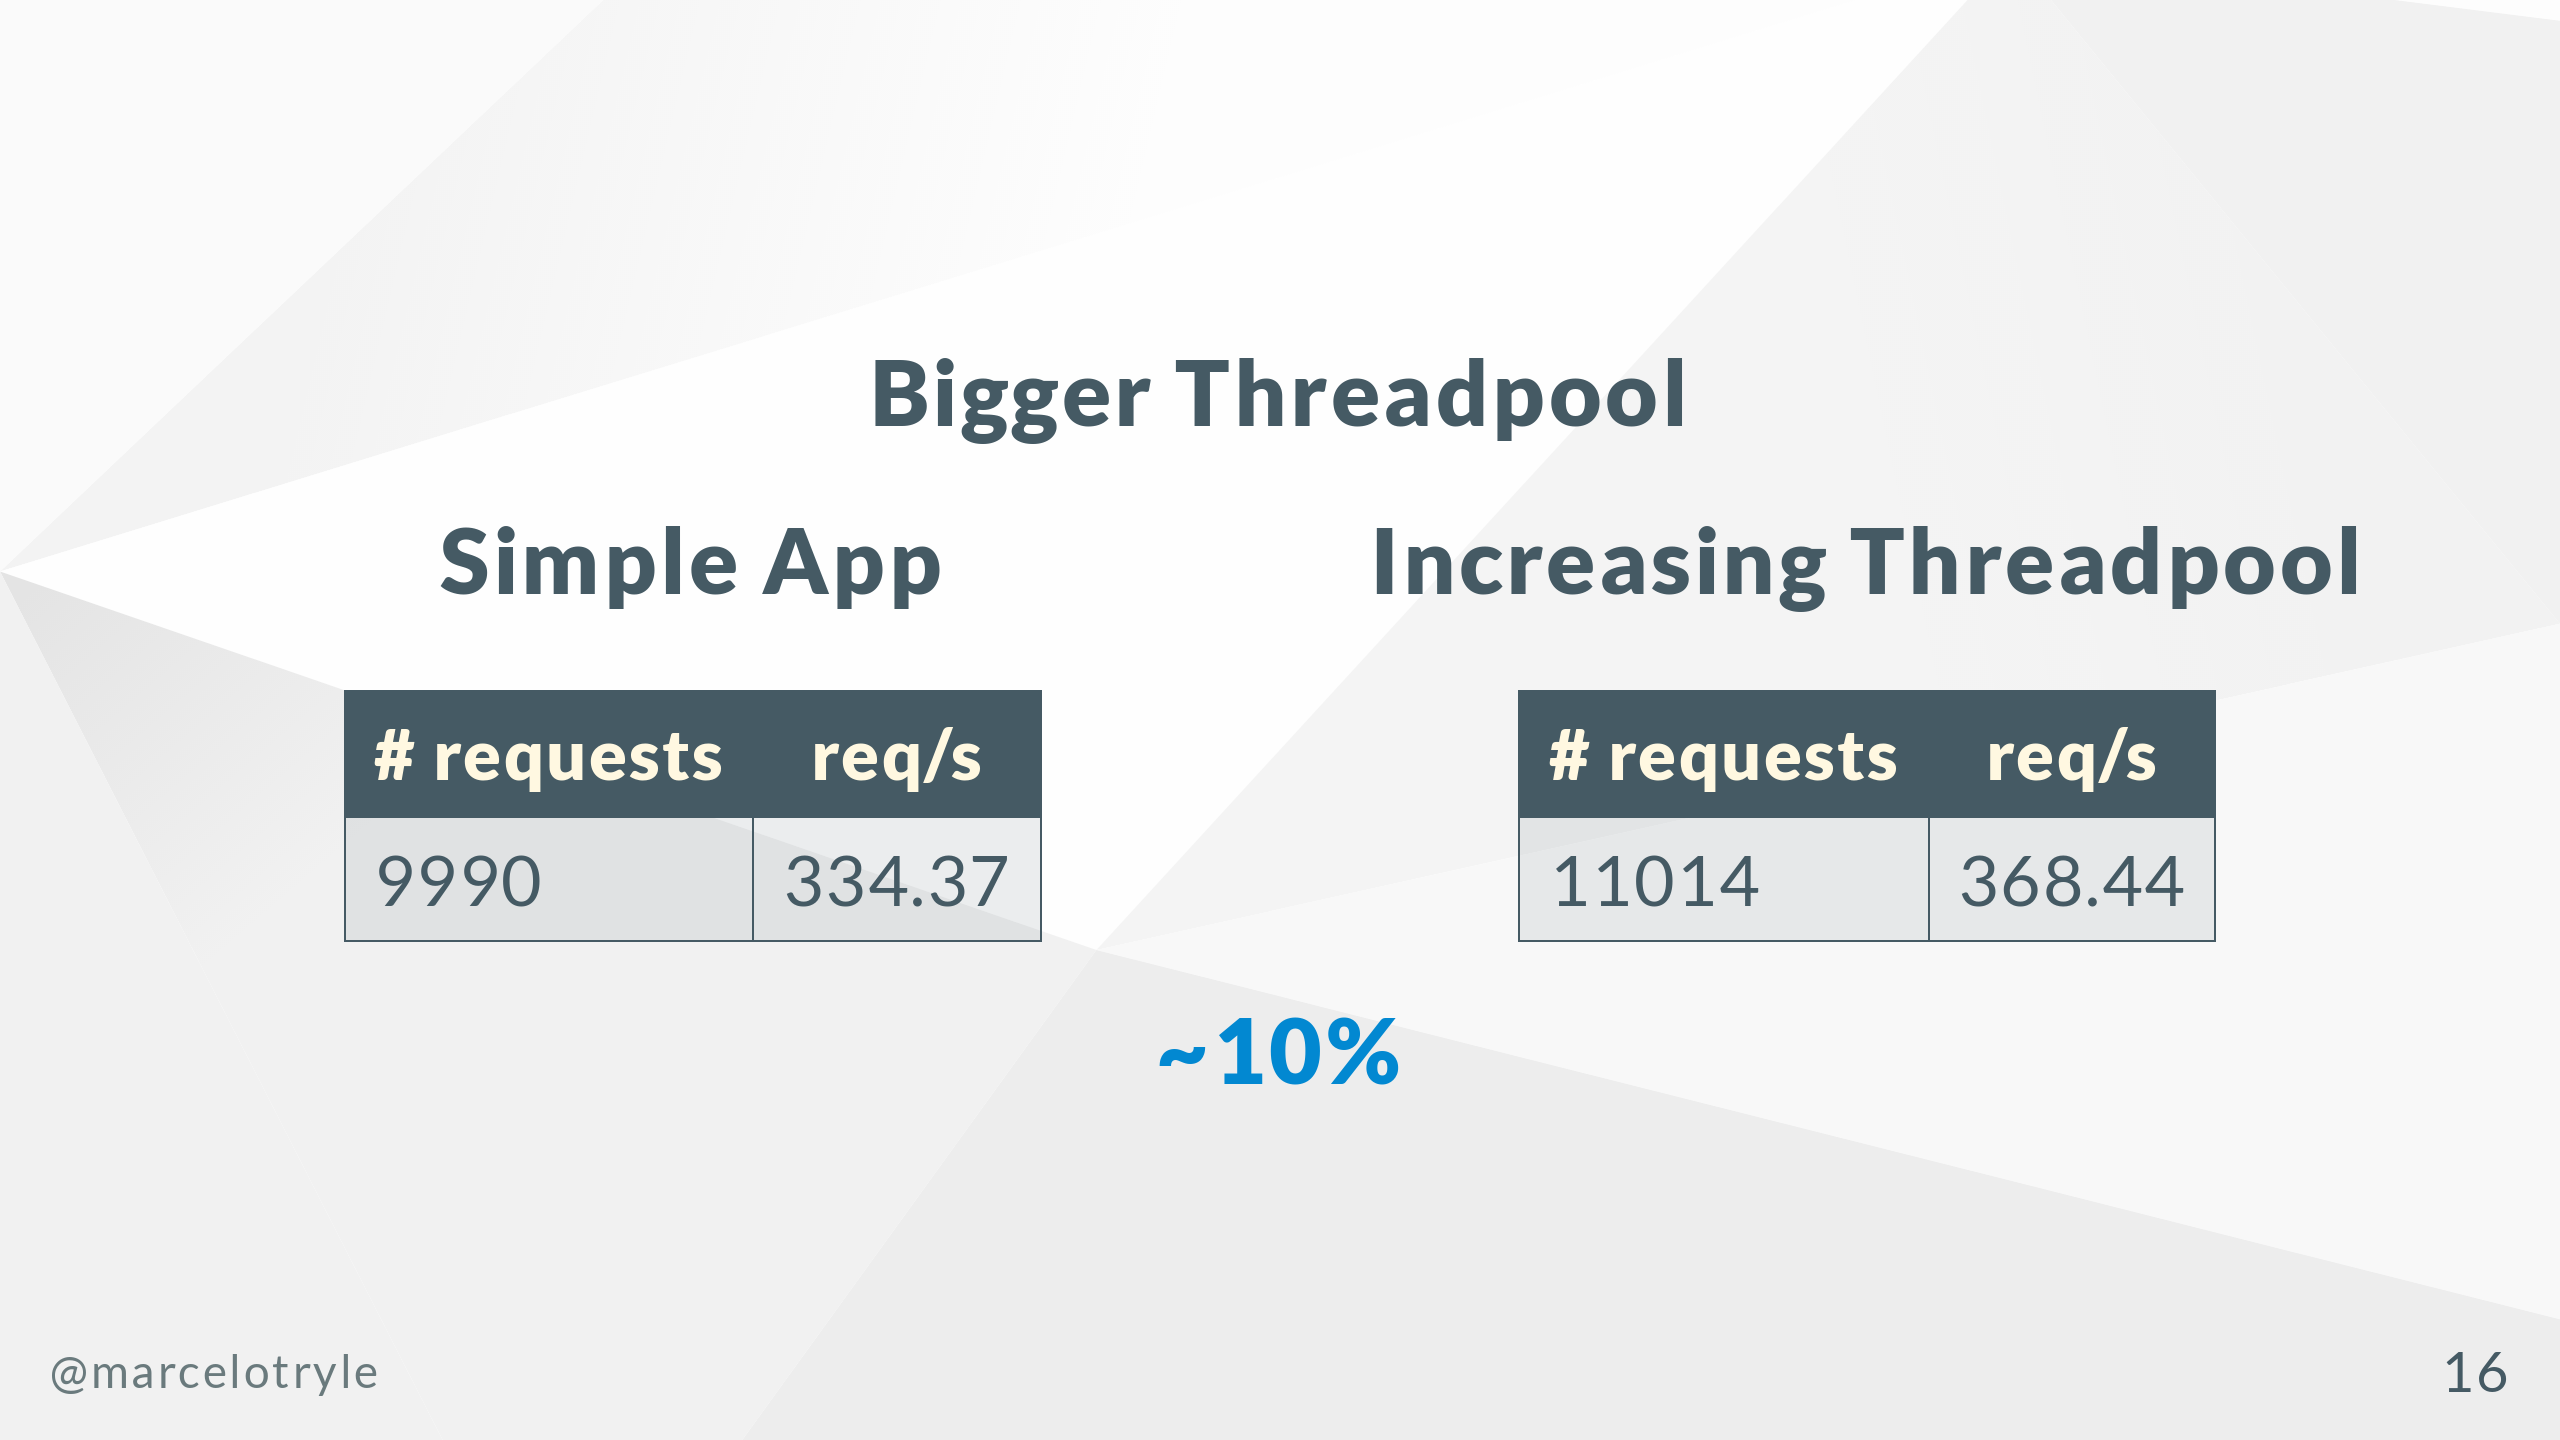 Bigger Threadpool
Simple App
# requests req/s
9990 334.37
Increasing Threadpool
# requests req/s
11014 368.44
~10%
@marcelotryle
16